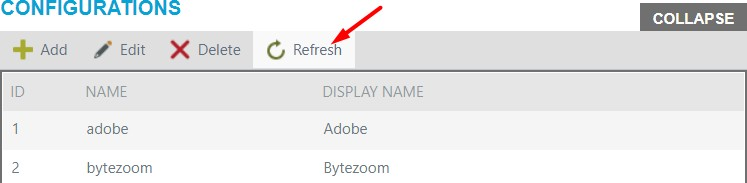 CONFIGURATIONS
COLLAPSE
Add Edit Delete Refresh
ID NAME DISPLAY NAME
1 adobe Adobe
2 bytezoom Bytezoom